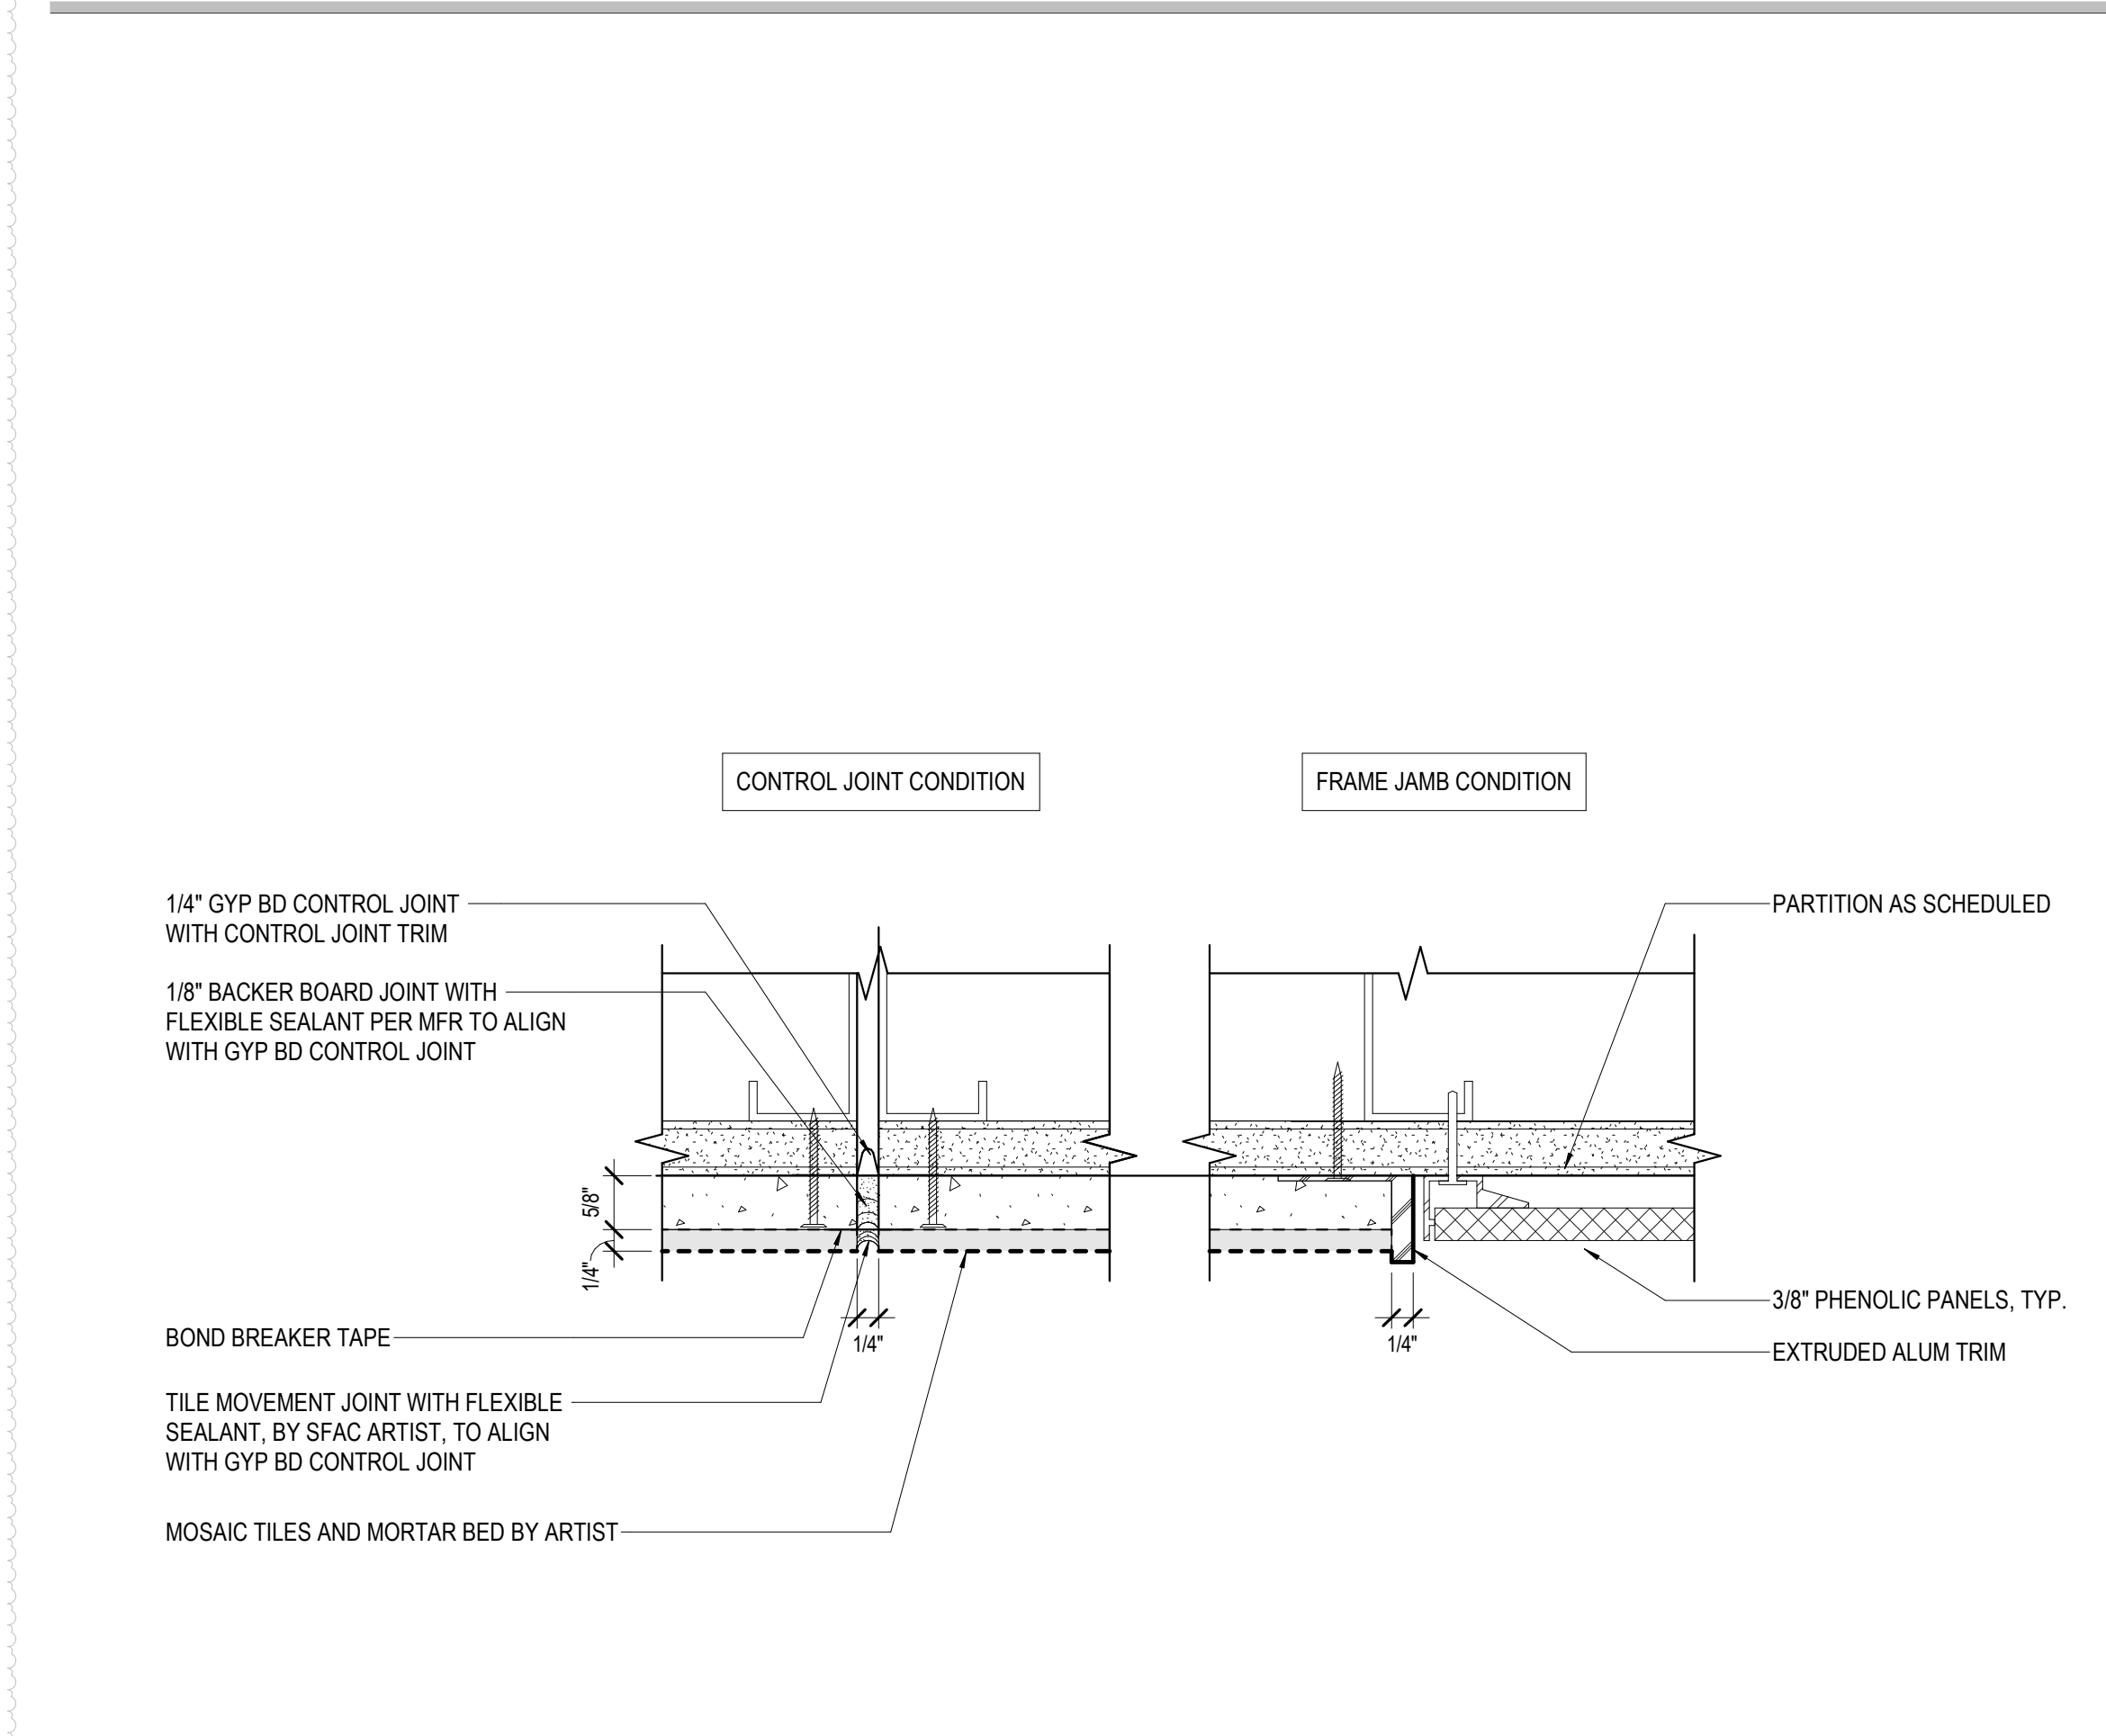 CONTROL JOINT CONDITION
FRAME JAMB CONDITION
1/4" GYP BD CONTROL JOINT
WITH CONTROL JOINT TRIM
1/8" BACKER BOARD JOINT WITH
FLEXIBLE SEALANT PER MFR TO ALIGN
WITH GYP BD CONTROL JOINT
PARTITION AS SCHEDULED
5/8"
1/4"
BOND BREAKER TAPE
1/4"
1/4"
TILE MOVEMENT JOINT WITH FLEXIBLE
SEALANT, BY SFAC ARTIST, TO ALIGN
WITH GYP BD CONTROL JOINT
MOSAIC TILES AND MORTAR BED BY ARTIST
3/8" PHENOLIC PANELS, TYP.
EXTRUDED ALUM TRIM